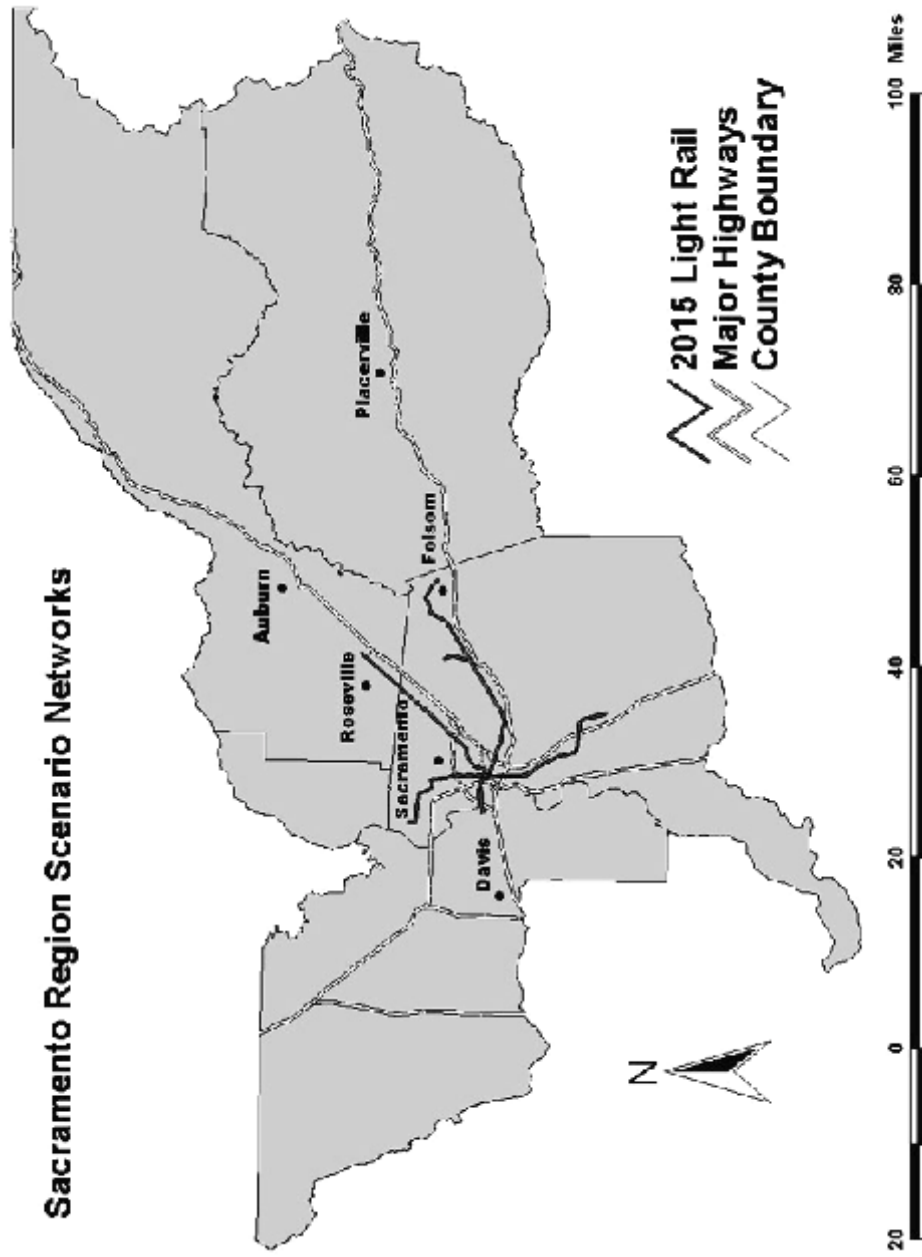 Sacramento Region Scenario Networks
Auburn
Roseville
Placerville
Sacramento
Folsom
Davis
N
2015 Light Rail
Major Highways
County Boundary
20 0 20 40 60 80 100 Miles